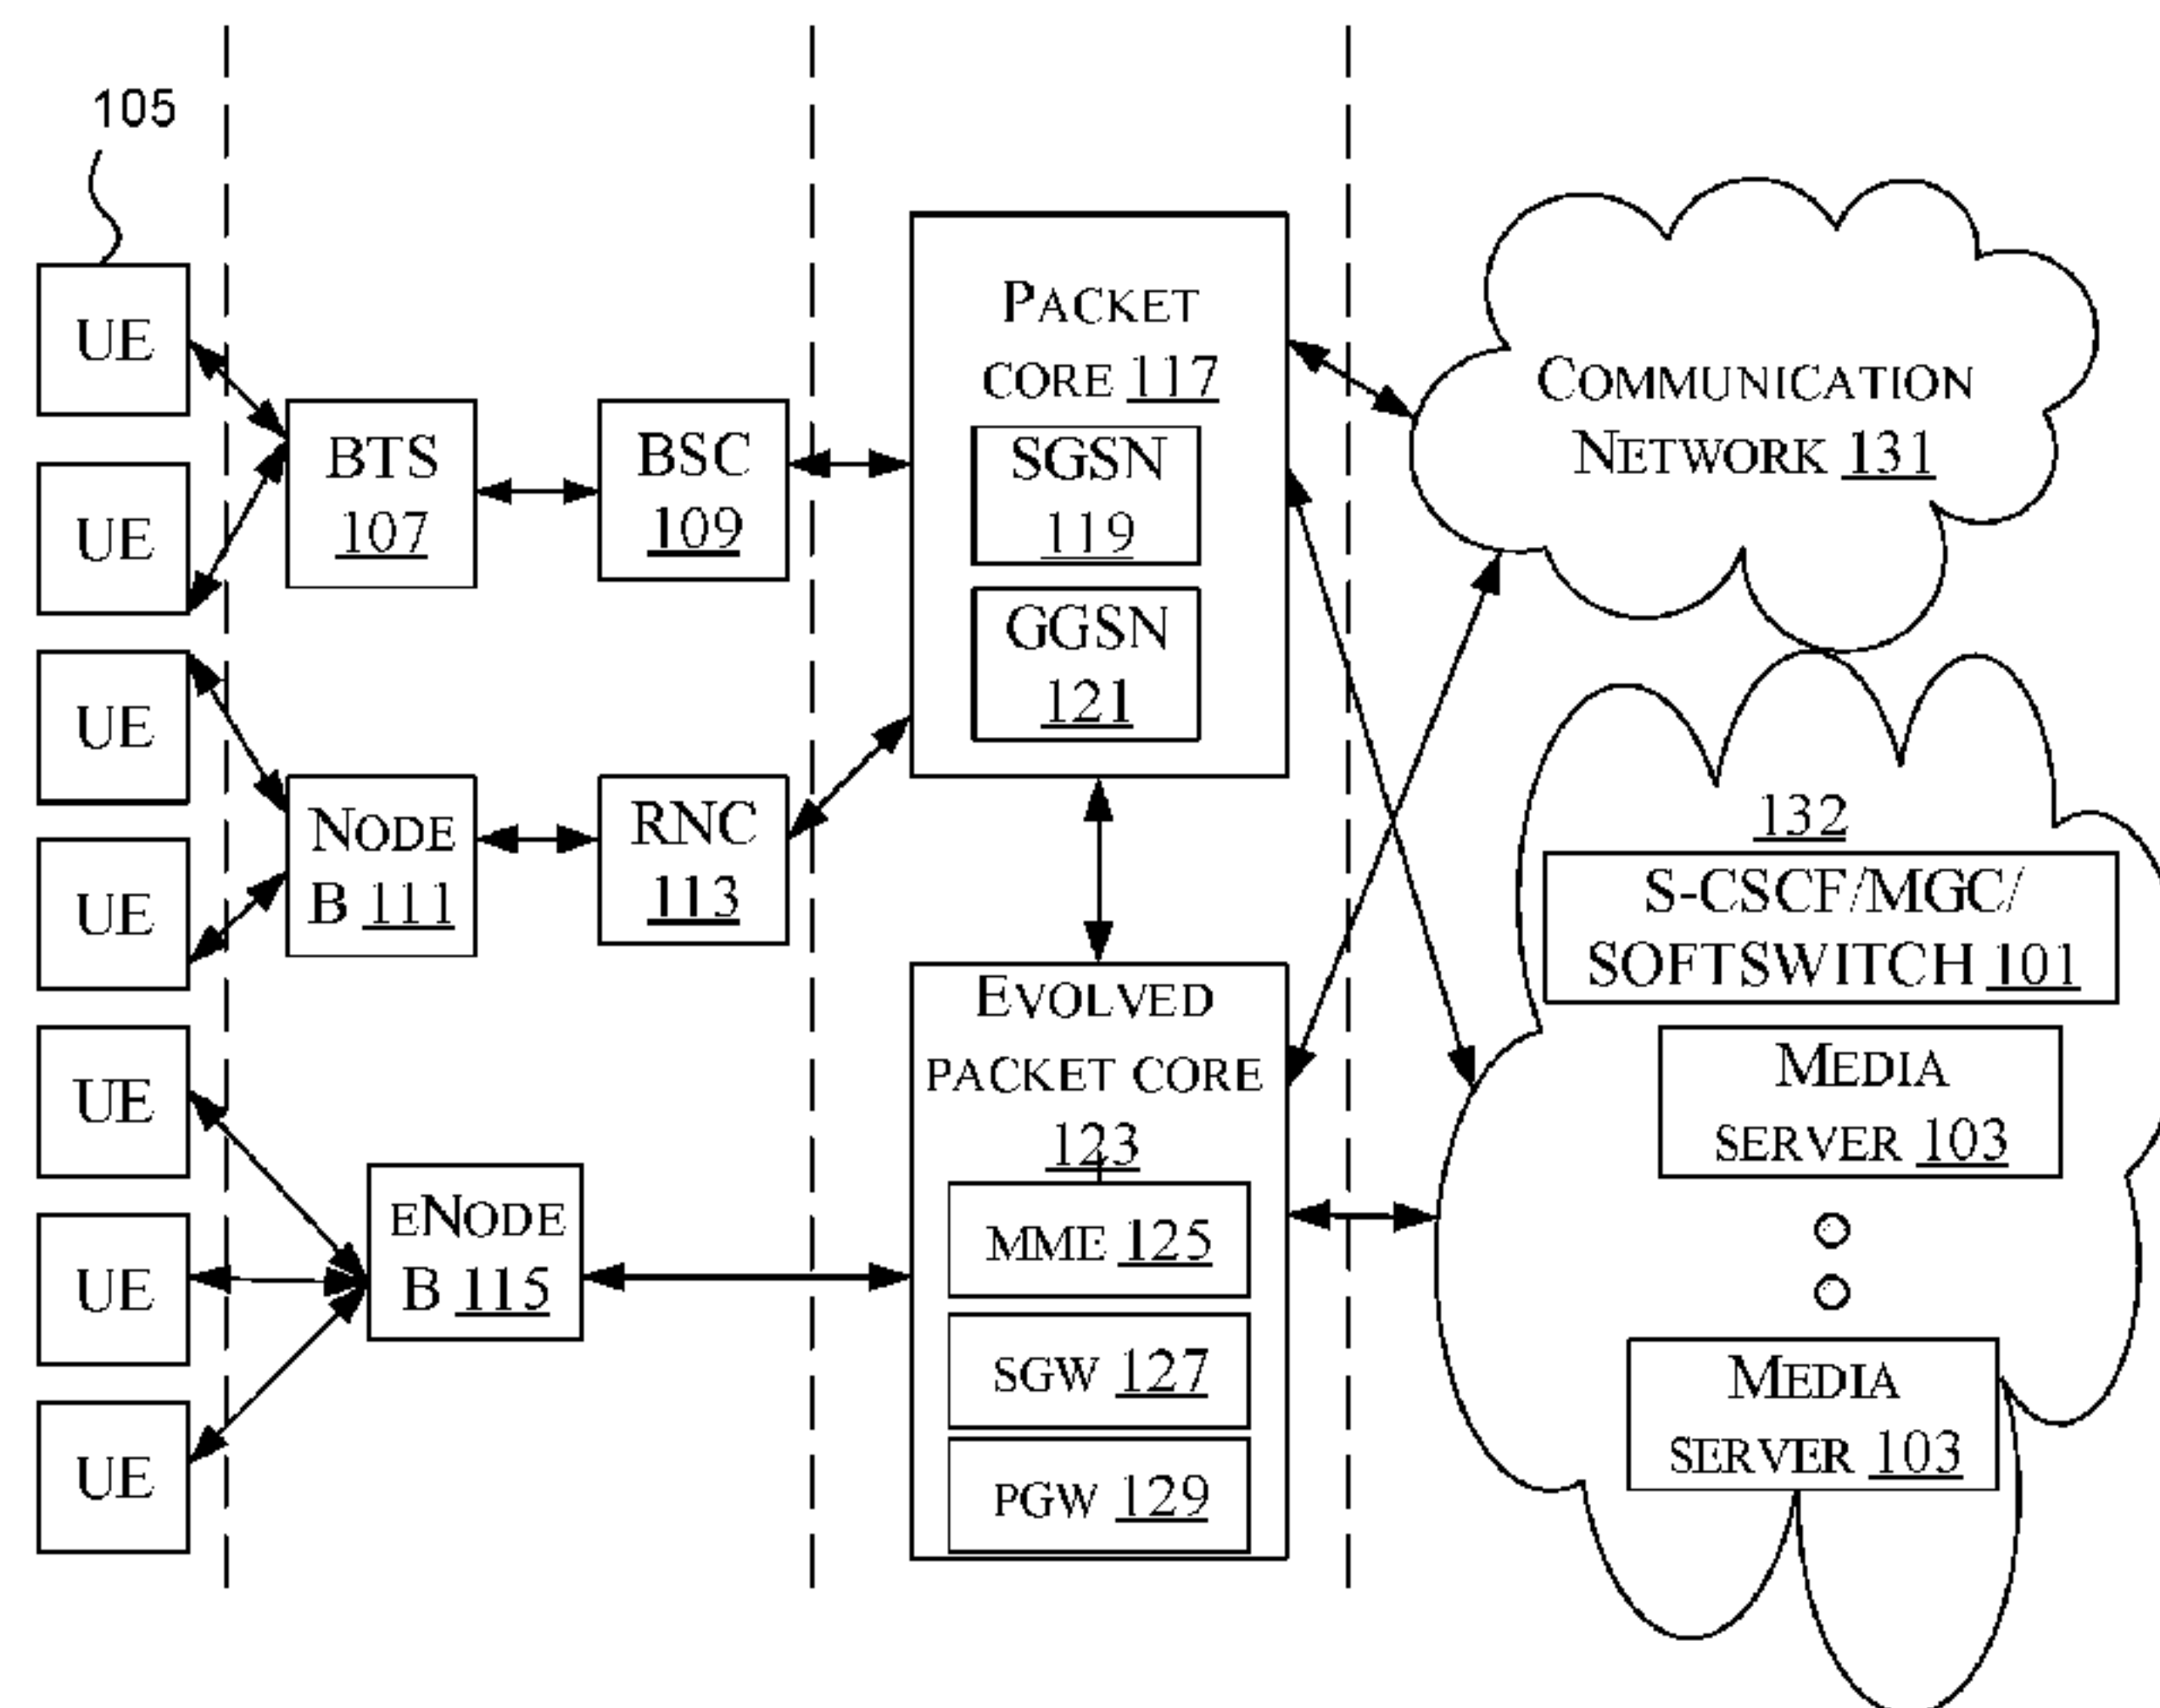 105
UE
UE
UE
UE
UE
UE
UE
BTS
107
BSC
109
NODE
B 111
RNC
113
eNODE
B 115
PACKET
CORE 117
SGSN
119
GGSN
121
EVOLVED
PACKET CORE
123
MME 125
SGW 127
PGW 129
COMMUNICATION
NETWORK 131
132
S-CSCF/MGC/
SOFTSWITCH 101
MEDIA
SERVER 103
MEDIA
SERVER 103